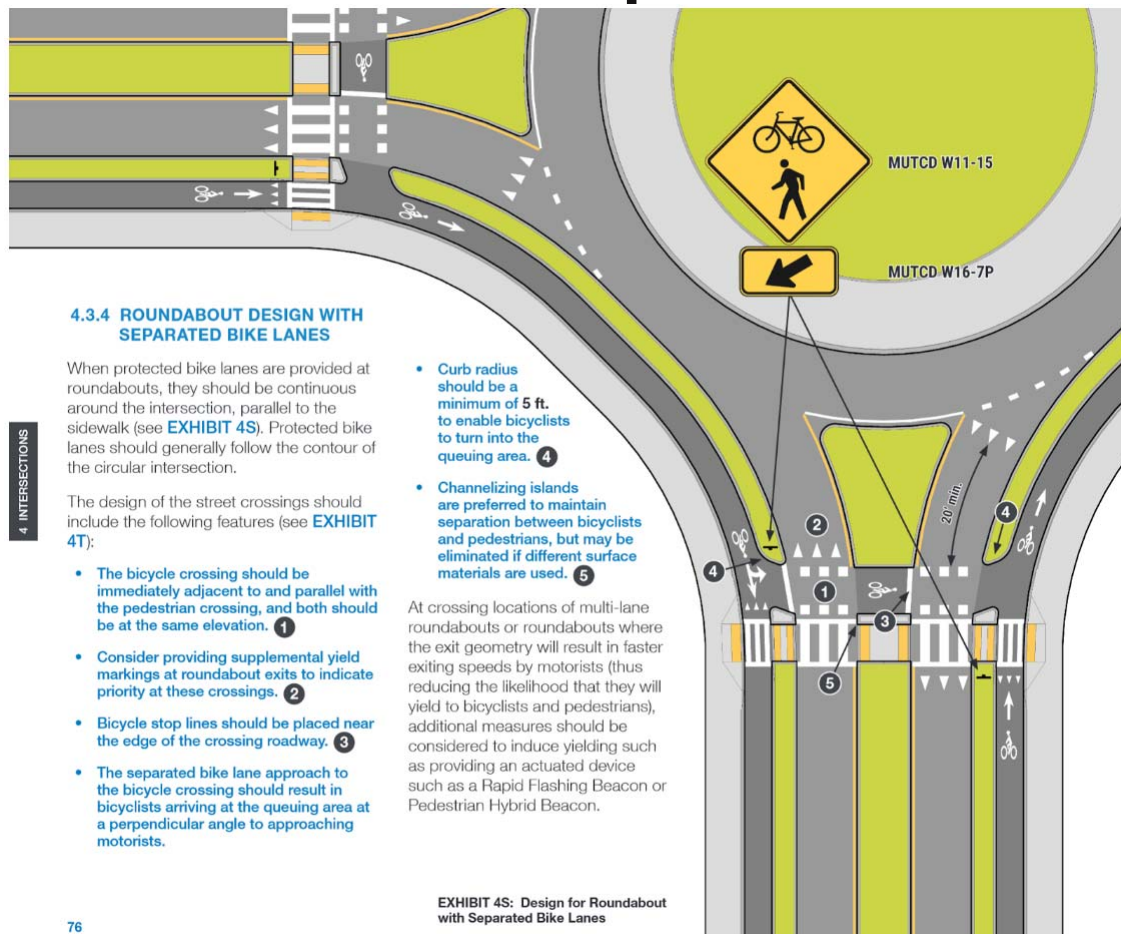 MUTCD W11-15
MUTCD W16-7P
4 INTERSECTIONS
4.3.4 ROUNDABOUT DESIGN WITH
SEPARATED BIKE LANES
When protected bike lanes are provided at
roundabouts, they should be continuous
around the intersection, parallel to the
sidewalk (see EXHIBIT 4S). Protected bike
lanes should generally follow the contour of
the circular intersection.
The design of the street crossings should
include the following features (see EXHIBIT
4T):
• The bicycle crossing should be
immediately adjacent to and parallel with
the pedestrian crossing, and both should
be at the same elevation. 1
• Consider providing supplemental yield
markings at roundabout exits to indicate
priority at these crossings. 2
• Bicycle stop lines should be placed near
the edge of the crossing roadway. 3
• The separated bike lane approach to
the bicycle crossing should result in
bicyclists arriving at the queuing area at
a perpendicular angle to approaching
motorists.
• Curb radius
should be a
minimum of 5 ft.
to enable bicyclists
to turn into the
queuing area. 4
• Channelizing islands
are preferred to maintain
separation between bicyclists
and pedestrians, but may be
eliminated if different surface
materials are used. 5
At crossing locations of multi-lane
roundabouts or roundabouts where
the exit geometry will result in faster
exiting speeds by motorists (thus
reducing the likelihood that they will
yield to bicyclists and pedestrians),
additional measures should be
considered to induce yielding such
as providing an actuated device
such as a Rapid Flashing Beacon or
Pedestrian Hybrid Beacon.
20' min.
4
2
4
1
3
5
EXHIBIT 4S: Design for Roundabout
with Separated Bike Lanes
76